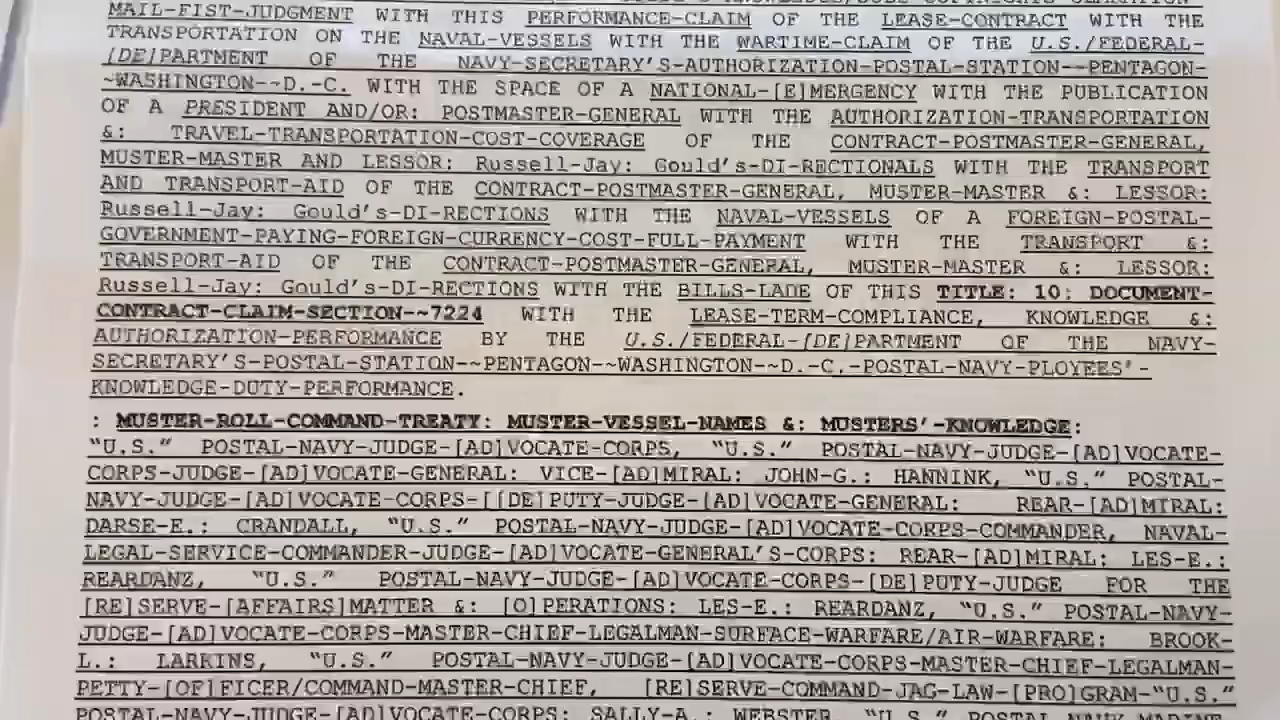 MAIL-FIST-JUDGMENT WITH THIS PERFORMANCE-CLAIM OF THE LEASE-CONTRACT WITH THE
TRANSPORTATION ON THE NAVAL-VESSELS WITH THE WARTIME-CLAIM OF THE U.S./FEDERAL-
[DE]PARTMENT OF THE NAVY-SECRETARY'S-AUTHORIZATION-POSTAL-STATION~~PENTAGON~
~WASHINGTON~~D.-C. WITH THE SPACE OF A NATIONAL-[E]MERGENCY WITH THE PUBLICATION
OF A PRESIDENT AND/OR: POSTMASTER-GENERAL WITH THE AUTHORIZATION-TRANSPORTATION
&: TRAVEL-TRANSPORTATION-COST-COVERAGE OF THE CONTRACT-POSTMASTER-GENERAL,
MUSTER-MASTER AND LESSOR: Russell-Jay: Gould's-DI-RECTIONALS WITH THE TRANSPORT
AND TRANSPORT-AID OF THE CONTRACT-POSTMASTER-GENERAL, MUSTER-MASTER &: LESSOR:
Russell-Jay: Gould's-DI-RECTIONS WITH THE NAVAL-VESSELS OF A FOREIGN-POSTAL-
GOVERNMENT-PAYING-FOREIGN-CURRENCY-COST-FULL-PAYMENT WITH THE TRANSPORT &:
TRANSPORT-AID OF THE CONTRACT-POSTMASTER-GENERAL, MUSTER-MASTER &: LESSOR:
Russell-Jay: Gould's-DI-RECTIONS WITH THE BILLS-LADE OF THIS TITLE: 10: DOCUMENT-
CONTRACT-CLAIM-SECTION-~7224 WITH THE LEASE-TERM-COMPLIANCE, KNOWLEDGE &:
AUTHORIZATION-PERFORMANCE BY THE U.S./FEDERAL-[DE]PARTMENT OF THE NAVY-
SECRETARY'S-POSTAL-STATION~~PENTAGON~~WASHINGTON~~D.-C.-POSTAL-NAVY-PLOYEES'-
KNOWLEDGE-DUTY-PERFORMANCE.
: MUSTER-ROLL-COMMAND-TREATY: MUSTER-VESSEL-NAMES &: MUSTERS'-KNOWLEDGE:
"U.S." POSTAL-NAVY-JUDGE-[AD]VOCATE-CORPS, "U.S." POSTAL-NAVY-JUDGE-[AD]VOCATE-
CORPS-JUDGE-[AD]VOCATE-GENERAL: VICE-[AD]MIRAL: JOHN-G.: HANNINK, "U.S." POSTAL-
NAVY-JUDGE-[AD]VOCATE-CORPS-[[DE]PUTY-JUDGE-[AD]VOCATE-GENERAL: REAR-[AD]MIRAL:
DARSE-E.: CRANDALL, "U.S." POSTAL-NAVY-JUDGE-[AD]VOCATE-CORPS-COMMANDER, NAVAL-
LEGAL-SERVICE-COMMANDER-JUDGE-[AD]VOCATE-GENERAL'S-CORPS: REAR-[AD]MIRAL: LES-E.:
REARDANZ, "U.S." POSTAL-NAVY-JUDGE-[AD]VOCATE-CORPS-[DE]PUTY-JUDGE FOR THE
[RE]SERVE-[AFFAIRS]MATTER &: [O]PERATIONS: LES-E.: REARDANZ, "U.S." POSTAL-NAVY-
JUDGE-[AD]VOCATE-CORPS-MASTER-CHIEF-LEGALMAN-SURFACE-WARFARE/AIR-WARFARE: BROOK-
L.: LARKINS, "U.S." POSTAL-NAVY-JUDGE-[AD]VOCATE-CORPS-MASTER-CHIEF-LEGALMAN-
PETTY-[OF]FICER/COMMAND-MASTER-CHIEF, [RE]SERVE-COMMAND-JAG-LAW-[PRO]GRAM-"U.S."
POSTAL-NAVY-JUDGE-[AD]VOCATE-CORPS: SALLY-A.: WEBSTER, "U.S." POSTAL-NAVY